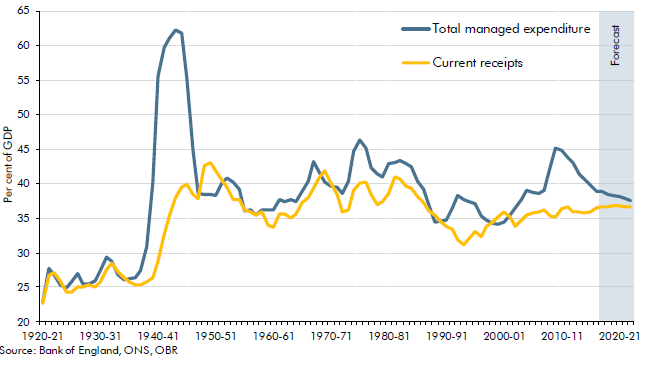 65
60
55
50
45
40
35
30
25
20
Per cent of GDP
Total managed expenditure
Current receipts
Forecast
1920-21 1930-31 1940-41 1950-51 1960-61 1970-71 1980-81 1990-91 2000-01 2010-11 2020-21
Source: Bank of England, ONS, OBR